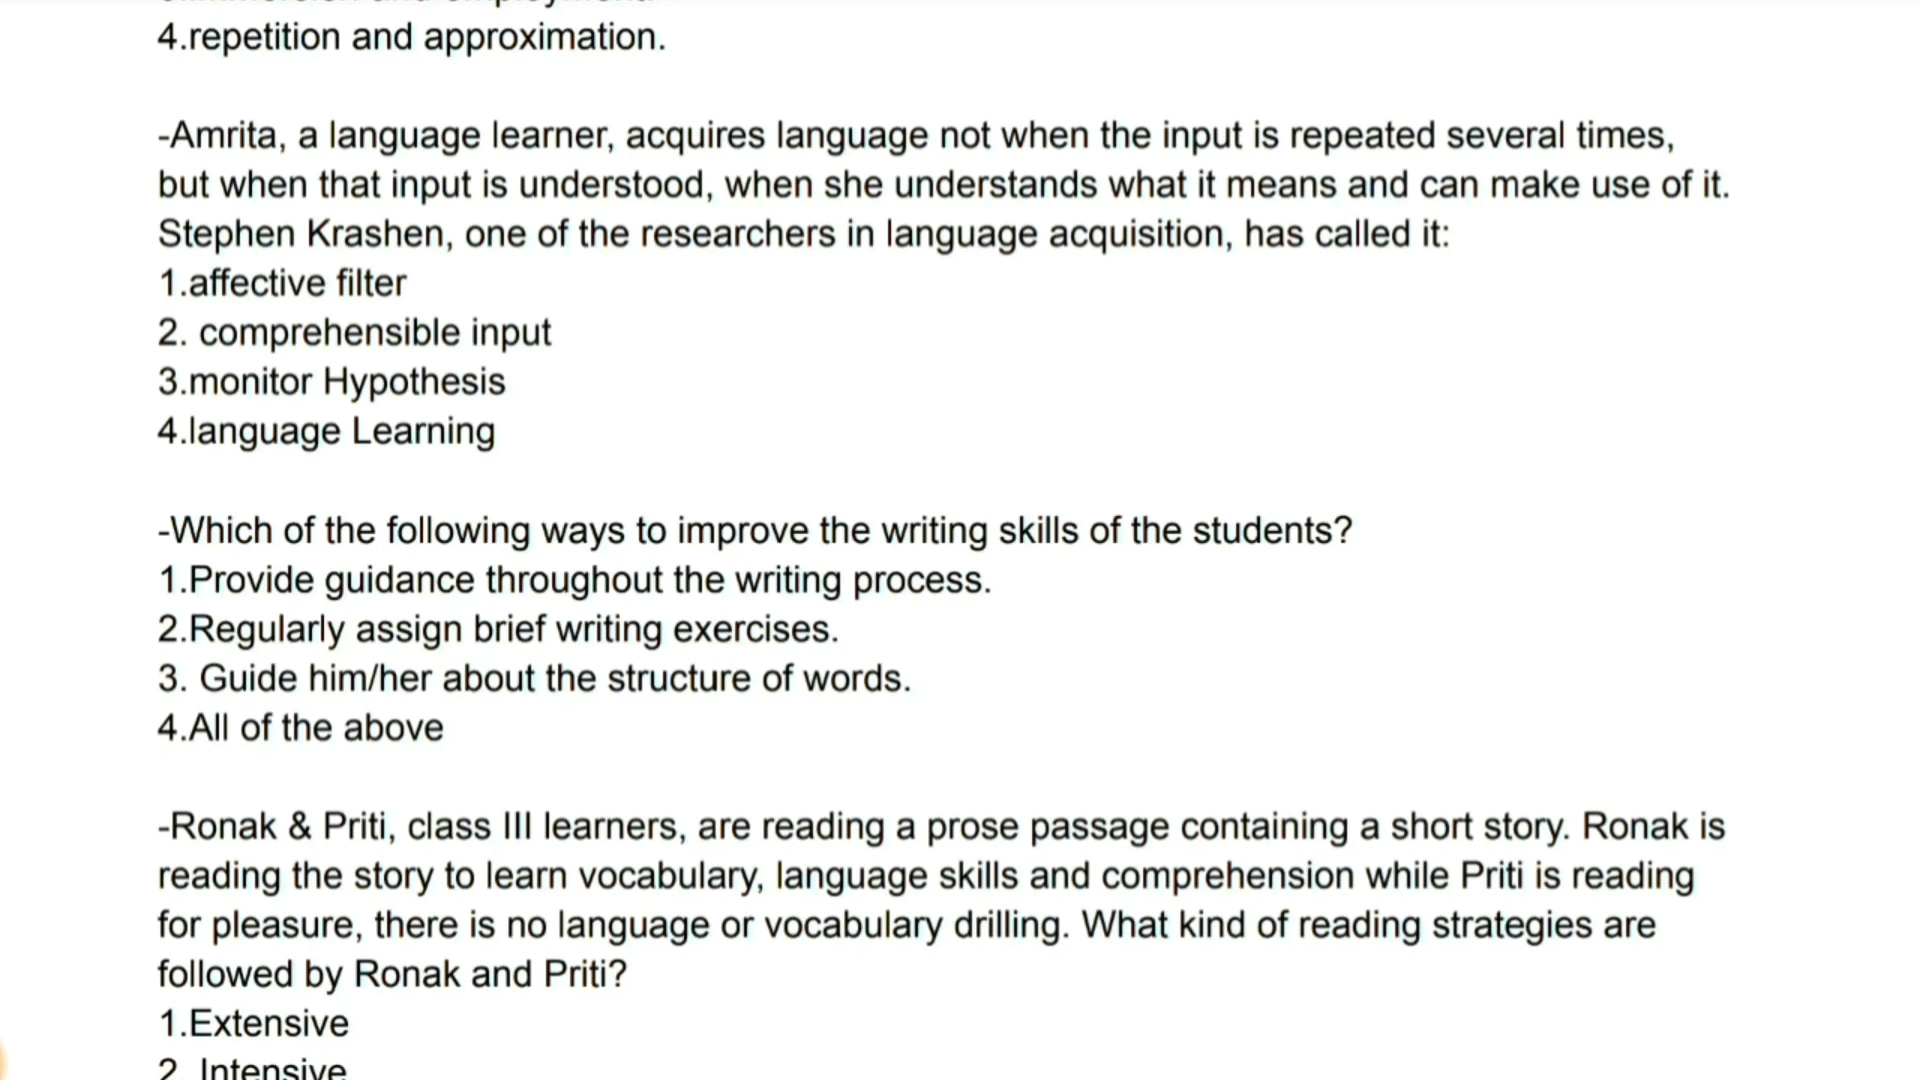 4.repetition and approximation.
-Amrita, a language learner, acquires language not when the input is repeated several times,
but when that input is understood, when she understands what it means and can make use of it.
Stephen Krashen, one of the researchers in language acquisition, has called it:
1.affective filter
2. comprehensible input
3.monitor Hypothesis
4.language Learning
-Which of the following ways to improve the writing skills of the students?
1.Provide guidance throughout the writing process.
2.Regularly assign brief writing exercises.
3. Guide him/her about the structure of words.
4.All of the above
-Ronak & Priti, class III learners, are reading a prose passage containing a short story. Ronak is
reading the story to learn vocabulary, language skills and comprehension while Priti is reading
for pleasure, there is no language or vocabulary drilling. What kind of reading strategies are
followed by Ronak and Priti?
1.Extensive
2. Intensive